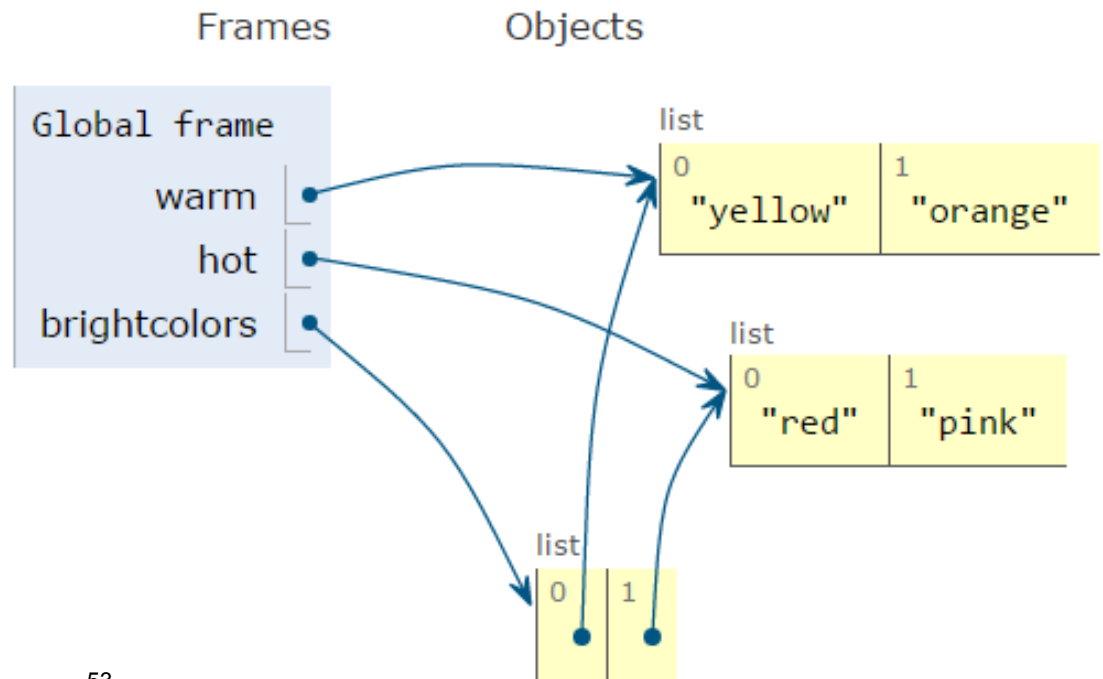 Frames Objects
Global frame
list
0 1
warm
"yellow" "orange"
hot
brightcolors
list
0 1
"red" "pink"
list
0 1
52